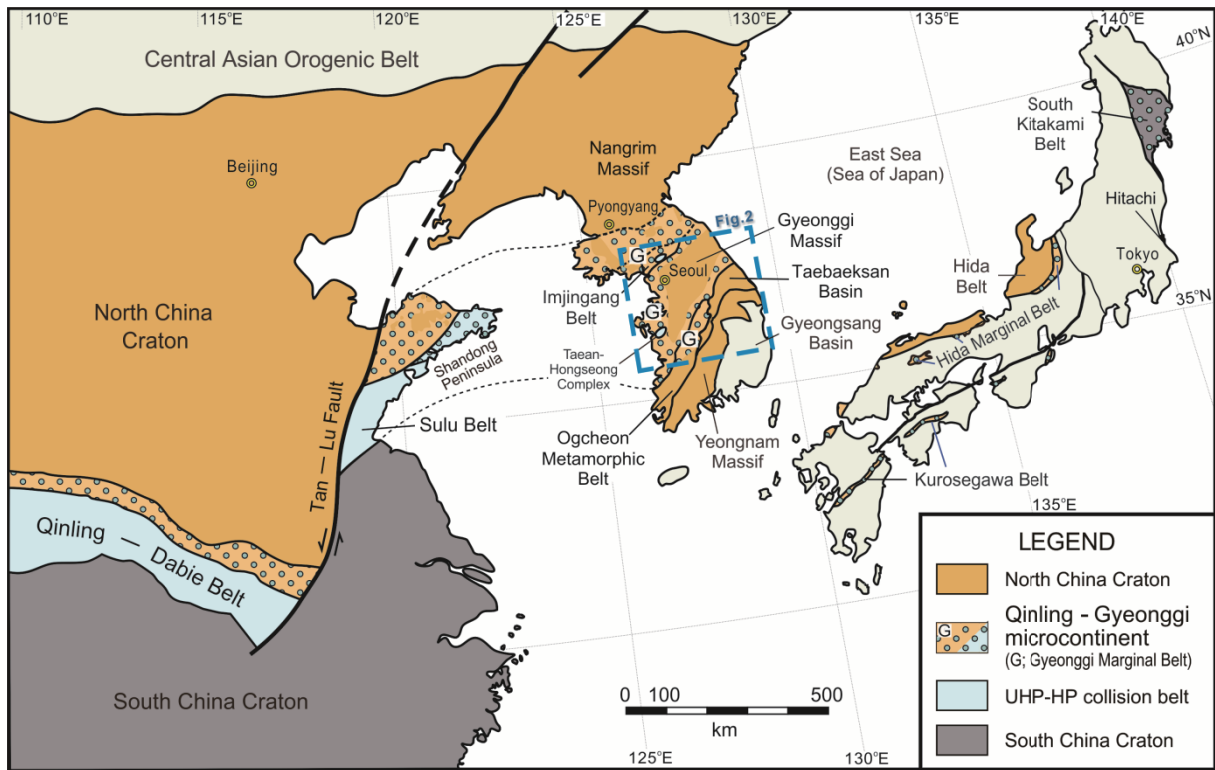 110°E
115°E
120°E
125°E
130°E
135°E
140°E
40°N
Central Asian Orogenic Belt
South
Kitakami
Belt
Nangrim
Massif
East Sea
(Sea of Japan)
Beijing
Pyongyang
Fig.2
Gyeonggi
Massif
Hitachi
G
Seoul
Taebaeksan
Basin
Hida
Belt
Tokyo
Imjingang
Belt
35°N
North China
Craton
G
G
Gyeongsang
Basin
Hida Marginal Belt
Taean-
Hongseong
Complex
Shandong
Peninsula
120°E
Sulu Belt
Tan — Lu Fault
Ogcheon
Metamorphic
Belt
Yeongnam
Massif
Kurosegawa Belt
135°E
Qinling — Dabie Belt
South China Craton
0 100 500
km
125°E
130°E
LEGEND
North China Craton
G
Qinling - Gyeonggi
microcontinent
(G; Gyeonggi Marginal Belt)
UHP-HP collision belt
South China Craton